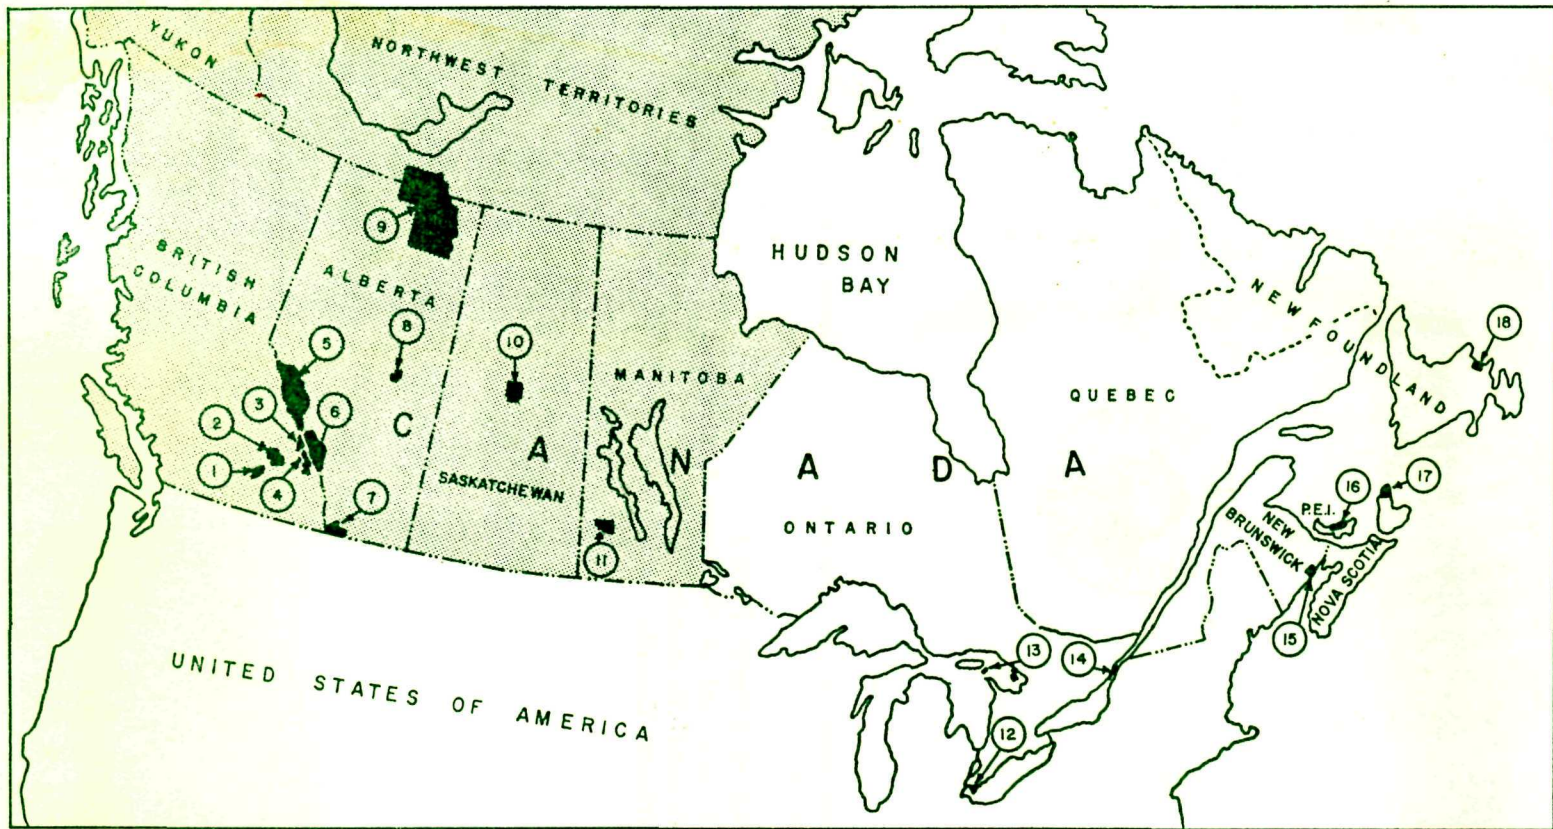 YUKON
NORTHWEST TERRITORIES
BRITISH
COLUMBIA
ALBERTA
SASKATCHEWAN
MANITOBA
HUDSON
BAY
ONTARIO
QUEBEC
NEWFOUNDLAND
P.E.I.
NEW
BRUNSWICK
NOVA SCOTIA
CANADA
UNITED STATES OF AMERICA
1
2
3
4
5
6
7
8
9
10
11
12
13
14
15
16
17
18